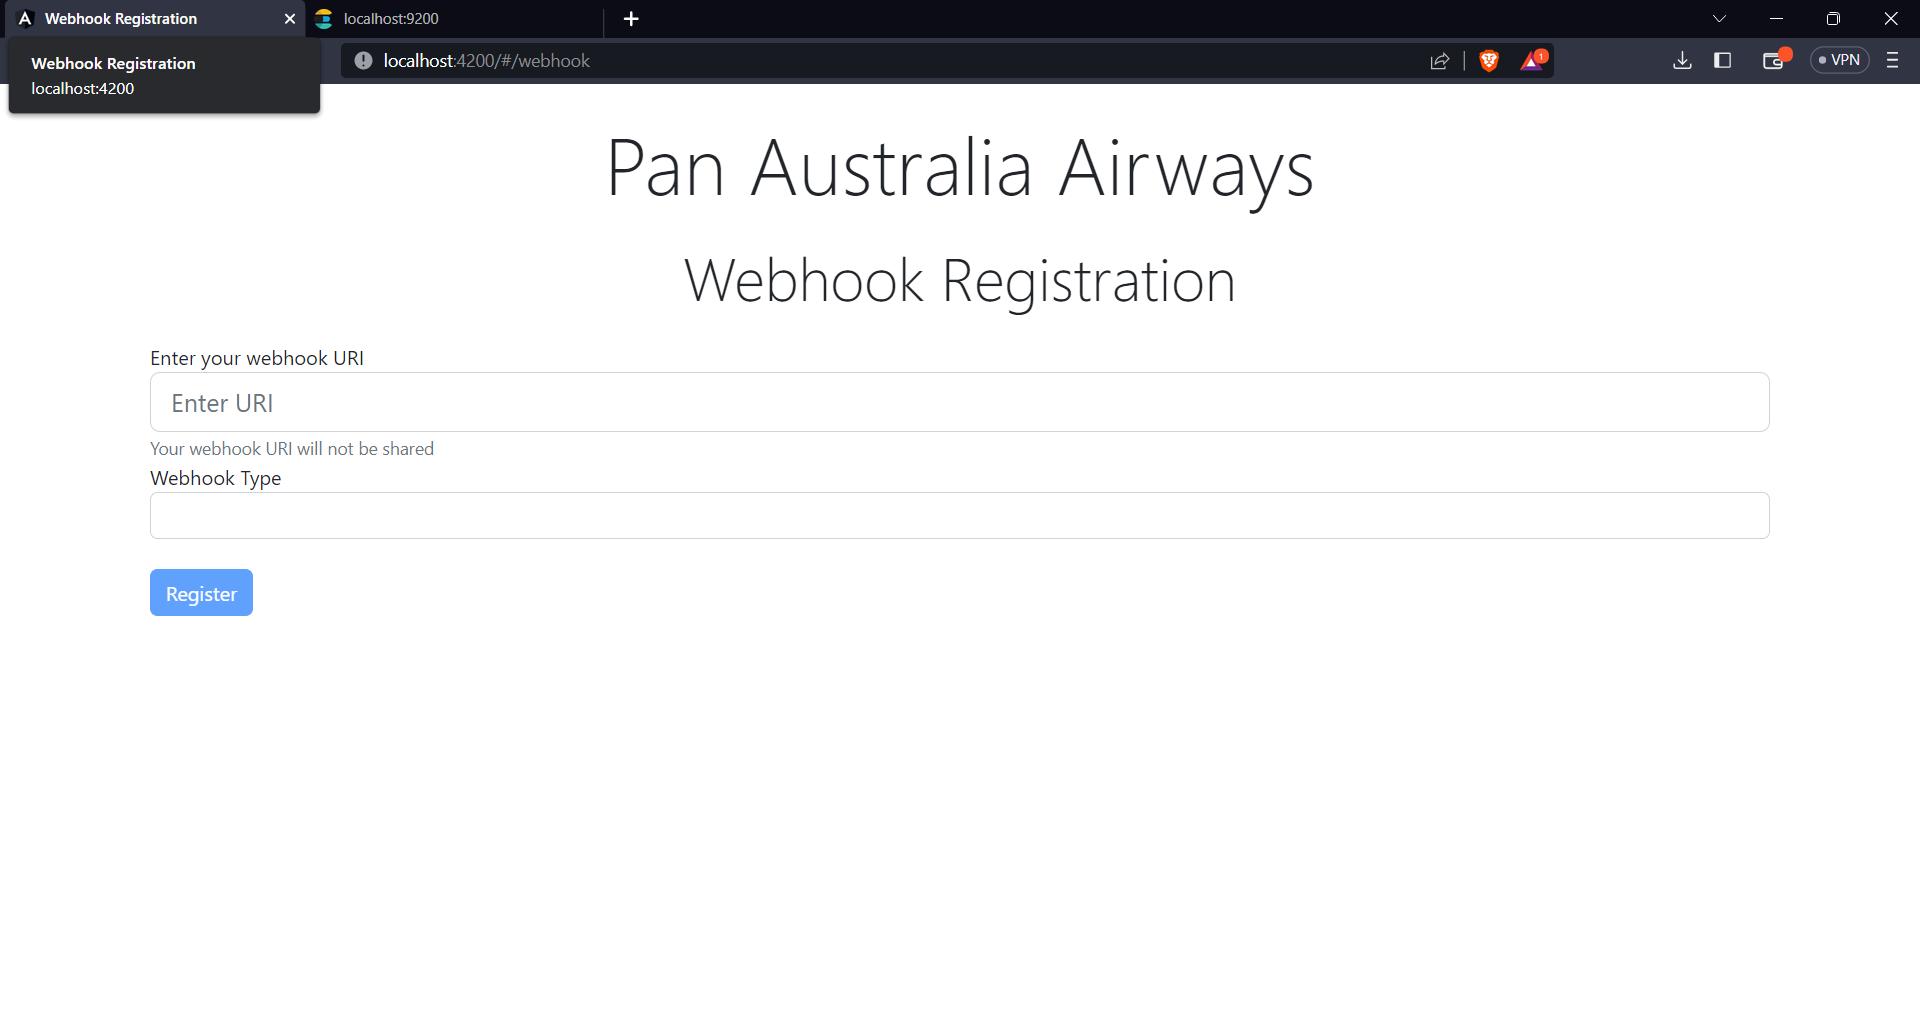 Webhook Registration
localhost:9200
Webhook Registration
localhost:4200
localhost:4200/#/webhook
1
VPN
Pan Australia Airways
Webhook Registration
Enter your webhook URI
Enter URI
Your webhook URI will not be shared
Webhook Type
Register